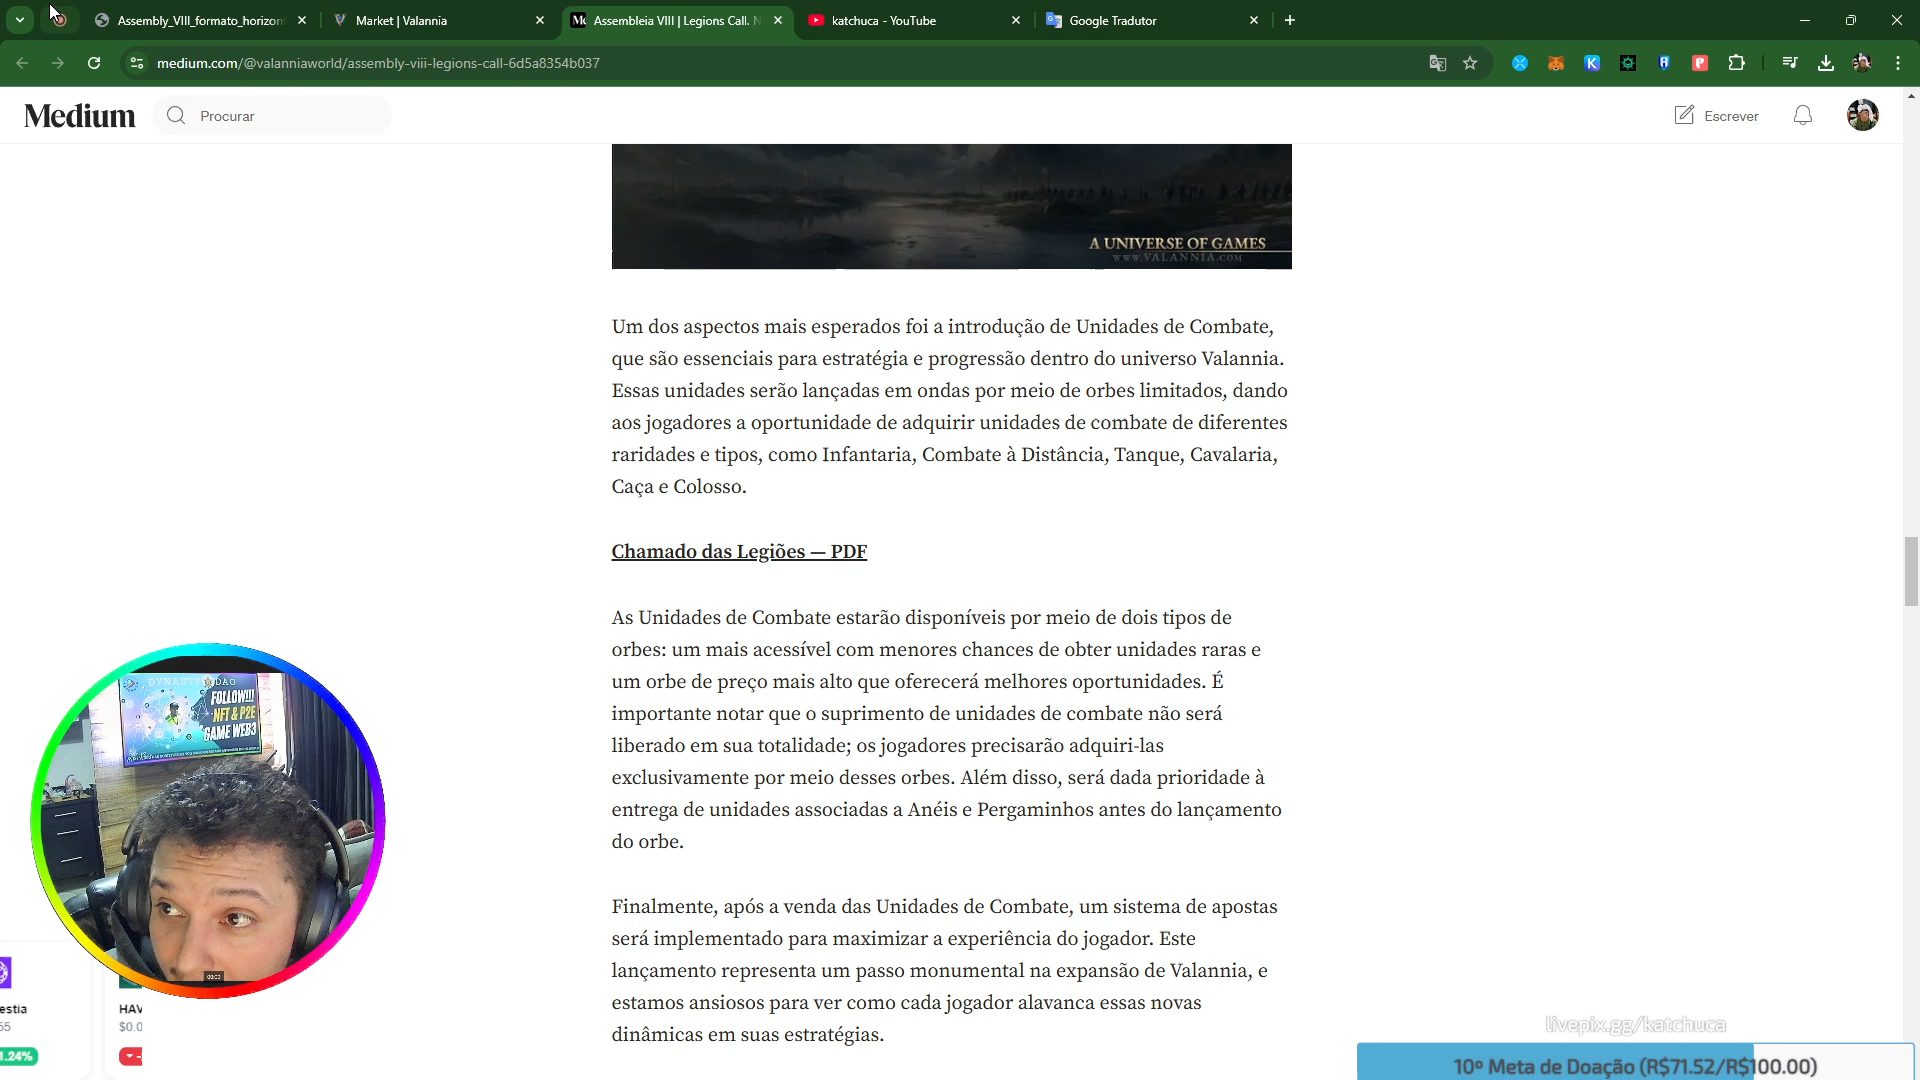 Assembly_VIII_formato_horizon
Market | Valannia
Assembleia VIII | Legions Call. N
katchuca - YouTube
Google Tradutor
medium.com/@valanniaworld/assembly-viii-legions-call-6d5a8354b037
Medium
Procurar
Escrever
A UNIVERSE OF GAMES
WWW.VALANNIA.COM
Um dos aspectos mais esperados foi a introdução de Unidades de Combate,
que são essenciais para estratégia e progressão dentro do universo Valannia.
Essas unidades serão lançadas em ondas por meio de orbes limitados, dando
aos jogadores a oportunidade de adquirir unidades de combate de diferentes
raridades e tipos, como Infantaria, Combate à Distância, Tanque, Cavalaria,
Caça e Colosso.
Chamado das Legiões — PDF
As Unidades de Combate estarão disponíveis por meio de dois tipos de
orbes: um mais acessível com menores chances de obter unidades raras e
um orbe de preço mais alto que oferecerá melhores oportunidades. É
importante notar que o suprimento de unidades de combate não será
liberado em sua totalidade; os jogadores precisarão adquiri-las
exclusivamente por meio desses orbes. Além disso, será dada prioridade à
entrega de unidades associadas a Anéis e Pergaminhos antes do lançamento
do orbe.
Finalmente, após a venda das Unidades de Combate, um sistema de apostas
será implementado para maximizar a experiência do jogador. Este
lançamento representa um passo monumental na expansão de Valannia, e
estamos ansiosos para ver como cada jogador alavanca essas novas
dinâmicas em suas estratégias.
DYNASTY DAO
FOLLOW!!!
NFT & P2E
GAME WEB3
estia
55
1.24%
HAV
$0.0
livepix.gg/katchuca
10º Meta de Doação (R$71.52/R$100.00)